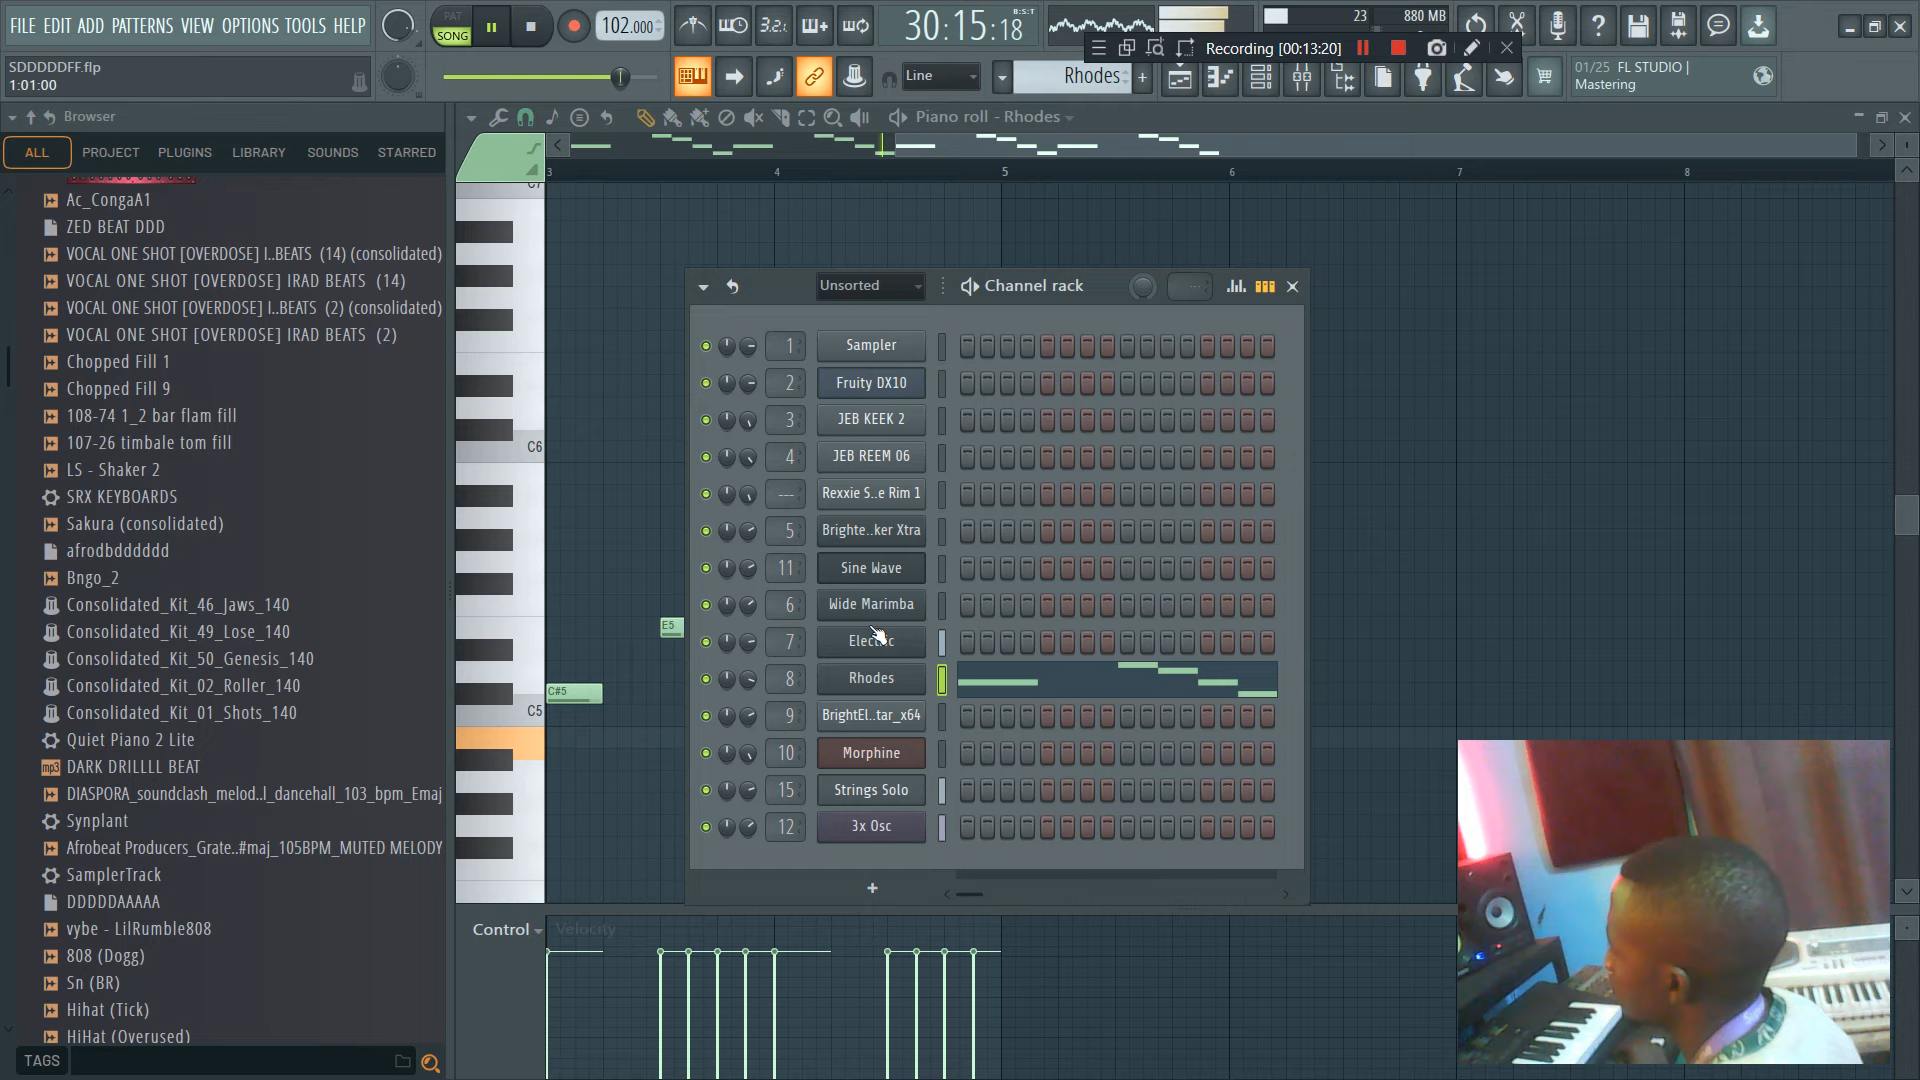 FILE EDIT ADD PATTERNS VIEW OPTIONS TOOLS HELP
PAT
SONG
102.000
3.2.1
30:15:18
B:S:T
23
880 MB
Recording [00:13:20]
SDDDDDFF.flp
1:01:00
Line
Rhodes
01/25 FL STUDIO |
Mastering
Browser
Piano roll - Rhodes
ALL
PROJECT
PLUGINS
LIBRARY
SOUNDS
STARRED
3
4
5
6
7
8
Ac_CongaA1
ZED BEAT DDD
VOCAL ONE SHOT [OVERDOSE] I..BEATS (14) (consolidated)
VOCAL ONE SHOT [OVERDOSE] IRAD BEATS (14)
VOCAL ONE SHOT [OVERDOSE] I..BEATS (2) (consolidated)
VOCAL ONE SHOT [OVERDOSE] IRAD BEATS (2)
Chopped Fill 1
Chopped Fill 9
108-74 1_2 bar flam fill
107-26 timbale tom fill
LS - Shaker 2
SRX KEYBOARDS
Sakura (consolidated)
afrodbdddddd
Bngo_2
Consolidated_Kit_46_Jaws_140
Consolidated_Kit_49_Lose_140
Consolidated_Kit_50_Genesis_140
Consolidated_Kit_02_Roller_140
Consolidated_Kit_01_Shots_140
Quiet Piano 2 Lite
mp3 DARK DRILLLL BEAT
DIASPORA_soundclash_melod..l_dancehall_103_bpm_Emaj
Synplant
Afrobeat Producers_Grate..#maj_105BPM_MUTED MELODY
SamplerTrack
DDDDDAAAAA
vybe - LilRumble808
808 (Dogg)
Sn (BR)
Hihat (Tick)
HiHat (Overused)
TAGS
C7
C6
C5
E5
C#5
Unsorted
Channel rack
1 Sampler
2 Fruity DX10
3 JEB KEEK 2
4 JEB REEM 06
--- Rexxie S..e Rim 1
5 Brighte..ker Xtra
11 Sine Wave
6 Wide Marimba
7 Electric
8 Rhodes
9 BrightEl..tar_x64
10 Morphine
15 Strings Solo
12 3x Osc
+
Control
Velocity